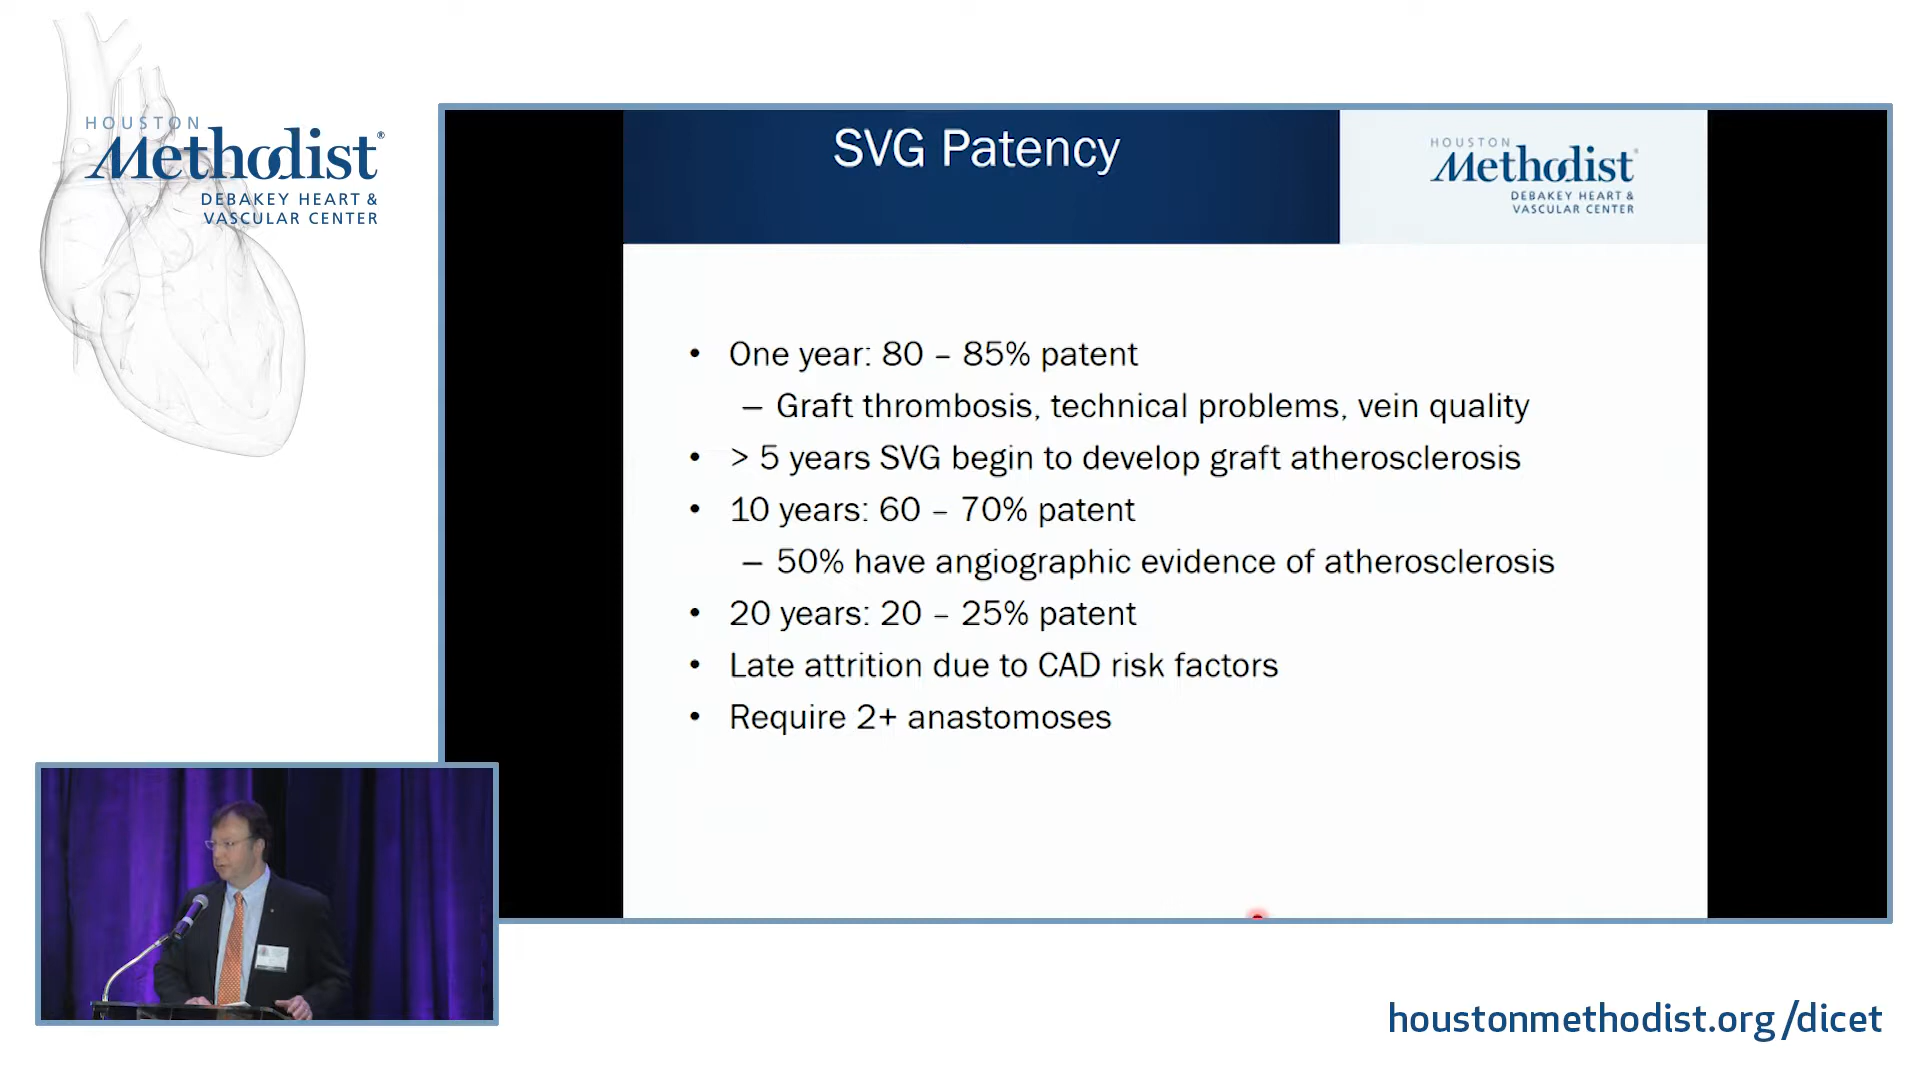 HOUSTON
Methodist®
DEBAKEY HEART &
VASCULAR CENTER
SVG Patency
HOUSTON
Methodist®
DEBAKEY HEART &
VASCULAR CENTER
• One year: 80 – 85% patent
– Graft thrombosis, technical problems, vein quality
• > 5 years SVG begin to develop graft atherosclerosis
• 10 years: 60 – 70% patent
– 50% have angiographic evidence of atherosclerosis
• 20 years: 20 – 25% patent
• Late attrition due to CAD risk factors
• Require 2+ anastomoses
houstonmethodist.org/dicet